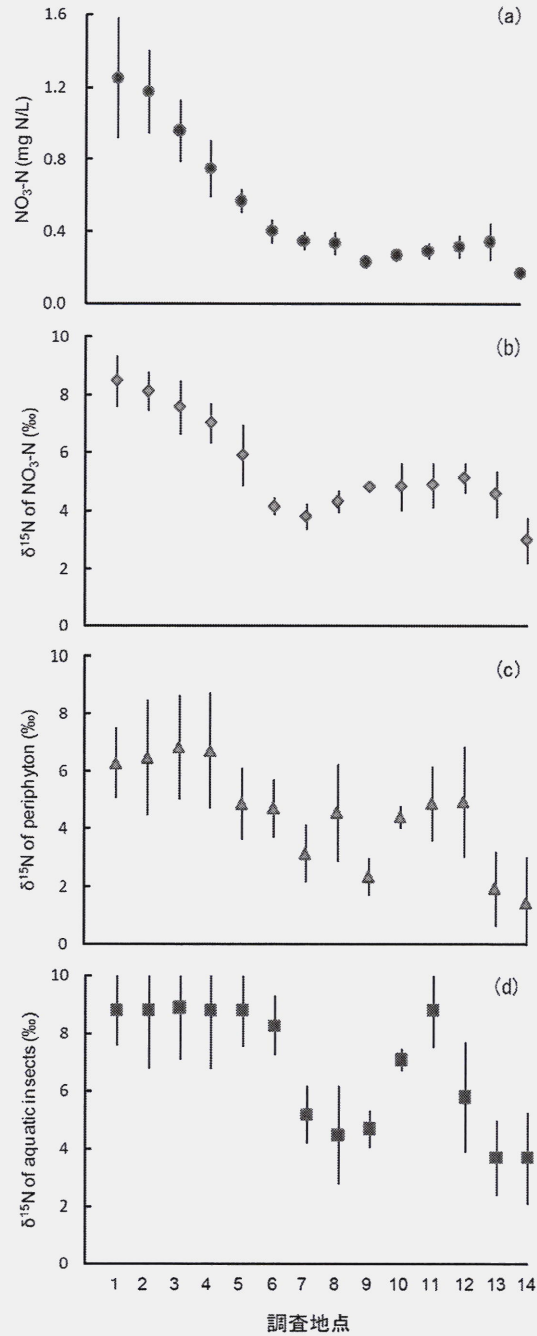 (a)
NO₃-N (mg N/L)
1.6
1.2
0.8
0.4
0.0
(b)
δ¹⁵N of NO₃-N (‰)
10
8
6
4
2
0
(c)
δ¹⁵N of periphyton (‰)
10
8
6
4
2
0
(d)
δ¹⁵N of aquatic insects (‰)
10
8
6
4
2
0
1 2 3 4 5 6 7 8 9 10 11 12 13 14
調査地点